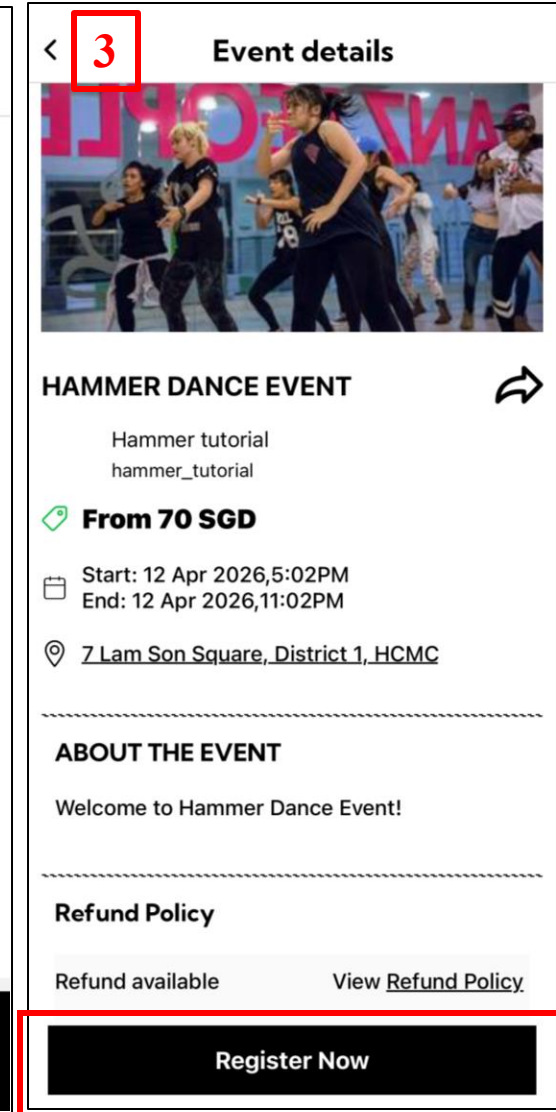 3
Event details
HAMMER DANCE EVENT
Hammer tutorial
hammer_tutorial
From 70 SGD
Start: 12 Apr 2026,5:02PM
End: 12 Apr 2026,11:02PM
7 Lam Son Square, District 1, HCMC
ABOUT THE EVENT
Welcome to Hammer Dance Event!
Refund Policy
Refund available View Refund Policy
Register Now